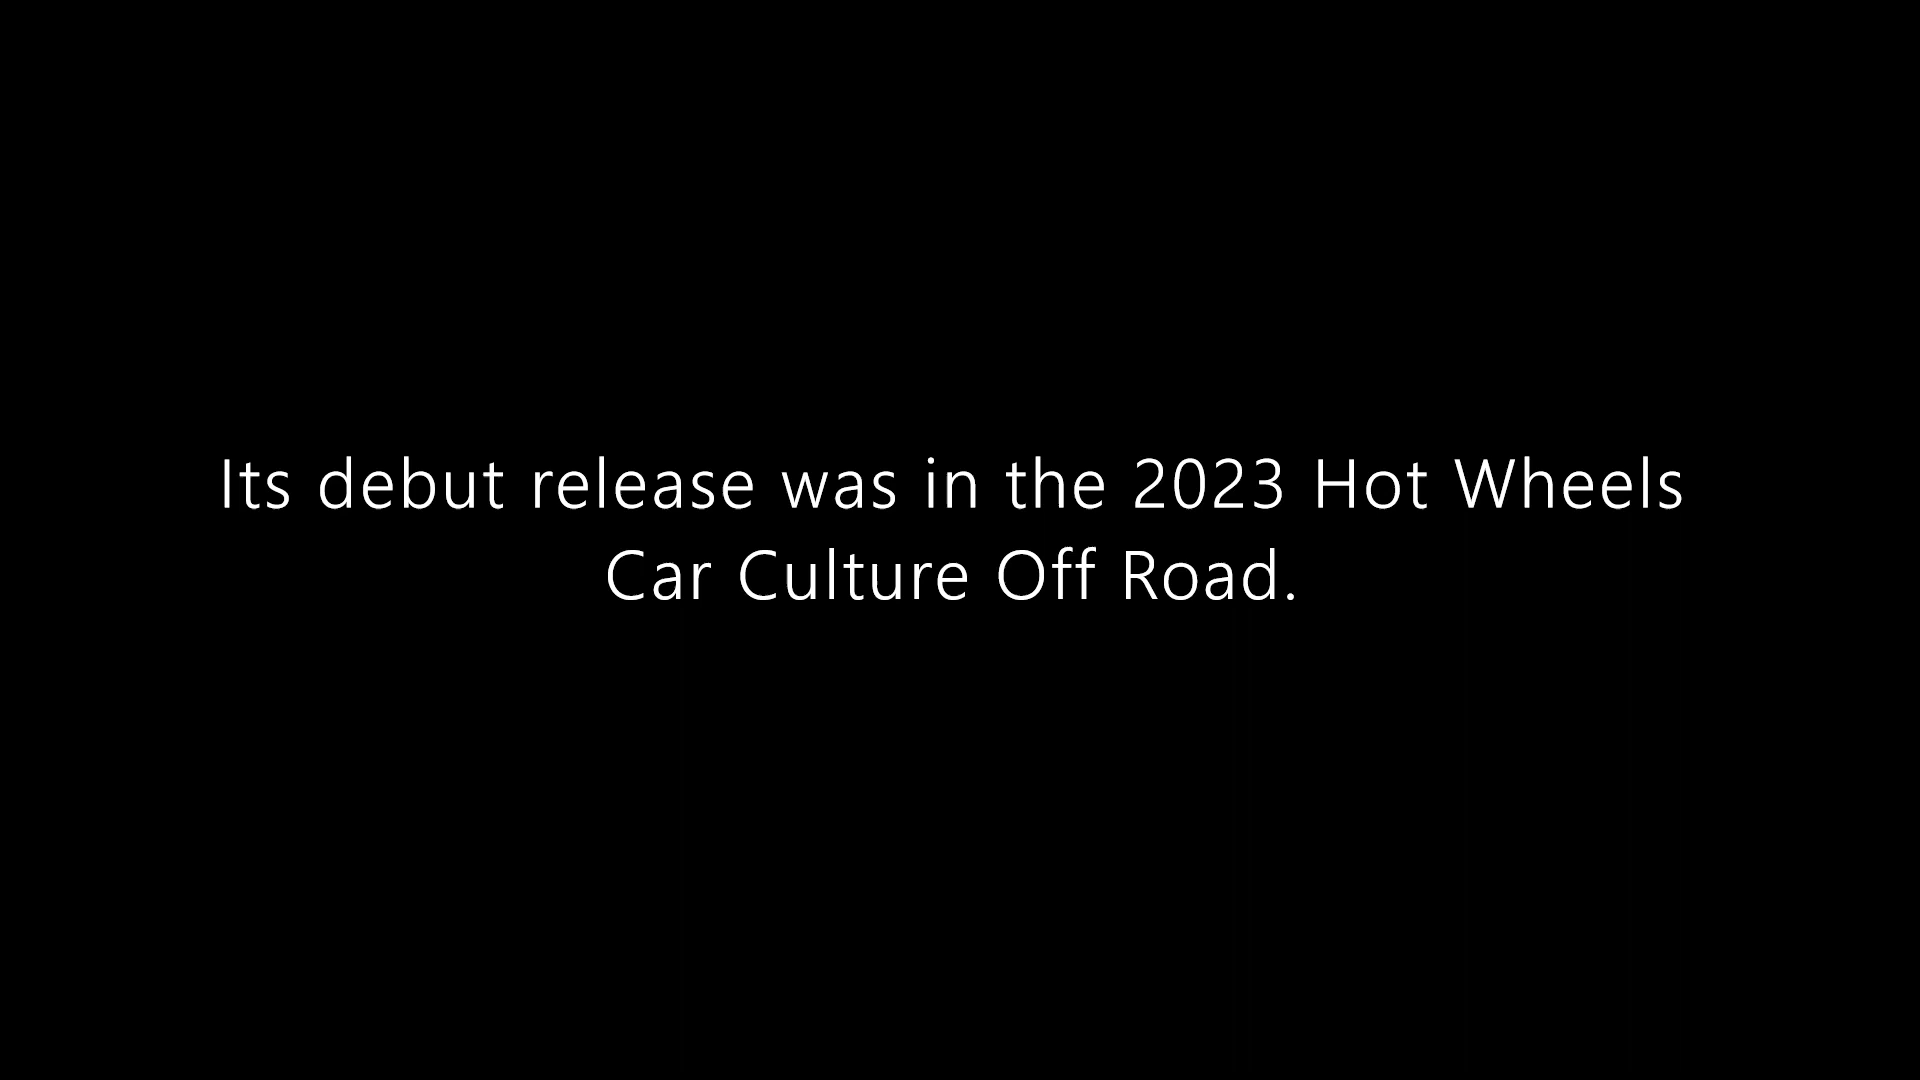 Its debut release was in the 2023 Hot Wheels
Car Culture Off Road.